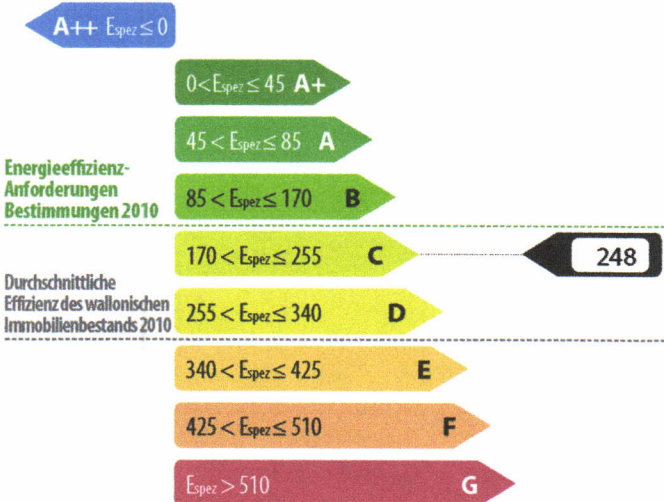 A++ Espez ≤ 0
0 < Espez ≤ 45 A+
45 < Espez ≤ 85 A
Energieeffizienz-
Anforderungen
Bestimmungen 2010
85 < Espez ≤ 170 B
170 < Espez ≤ 255 C
248
Durchschnittliche
Effizienz des wallonischen
Immobilienbestands 2010
255 < Espez ≤ 340 D
340 < Espez ≤ 425 E
425 < Espez ≤ 510 F
Espez > 510 G